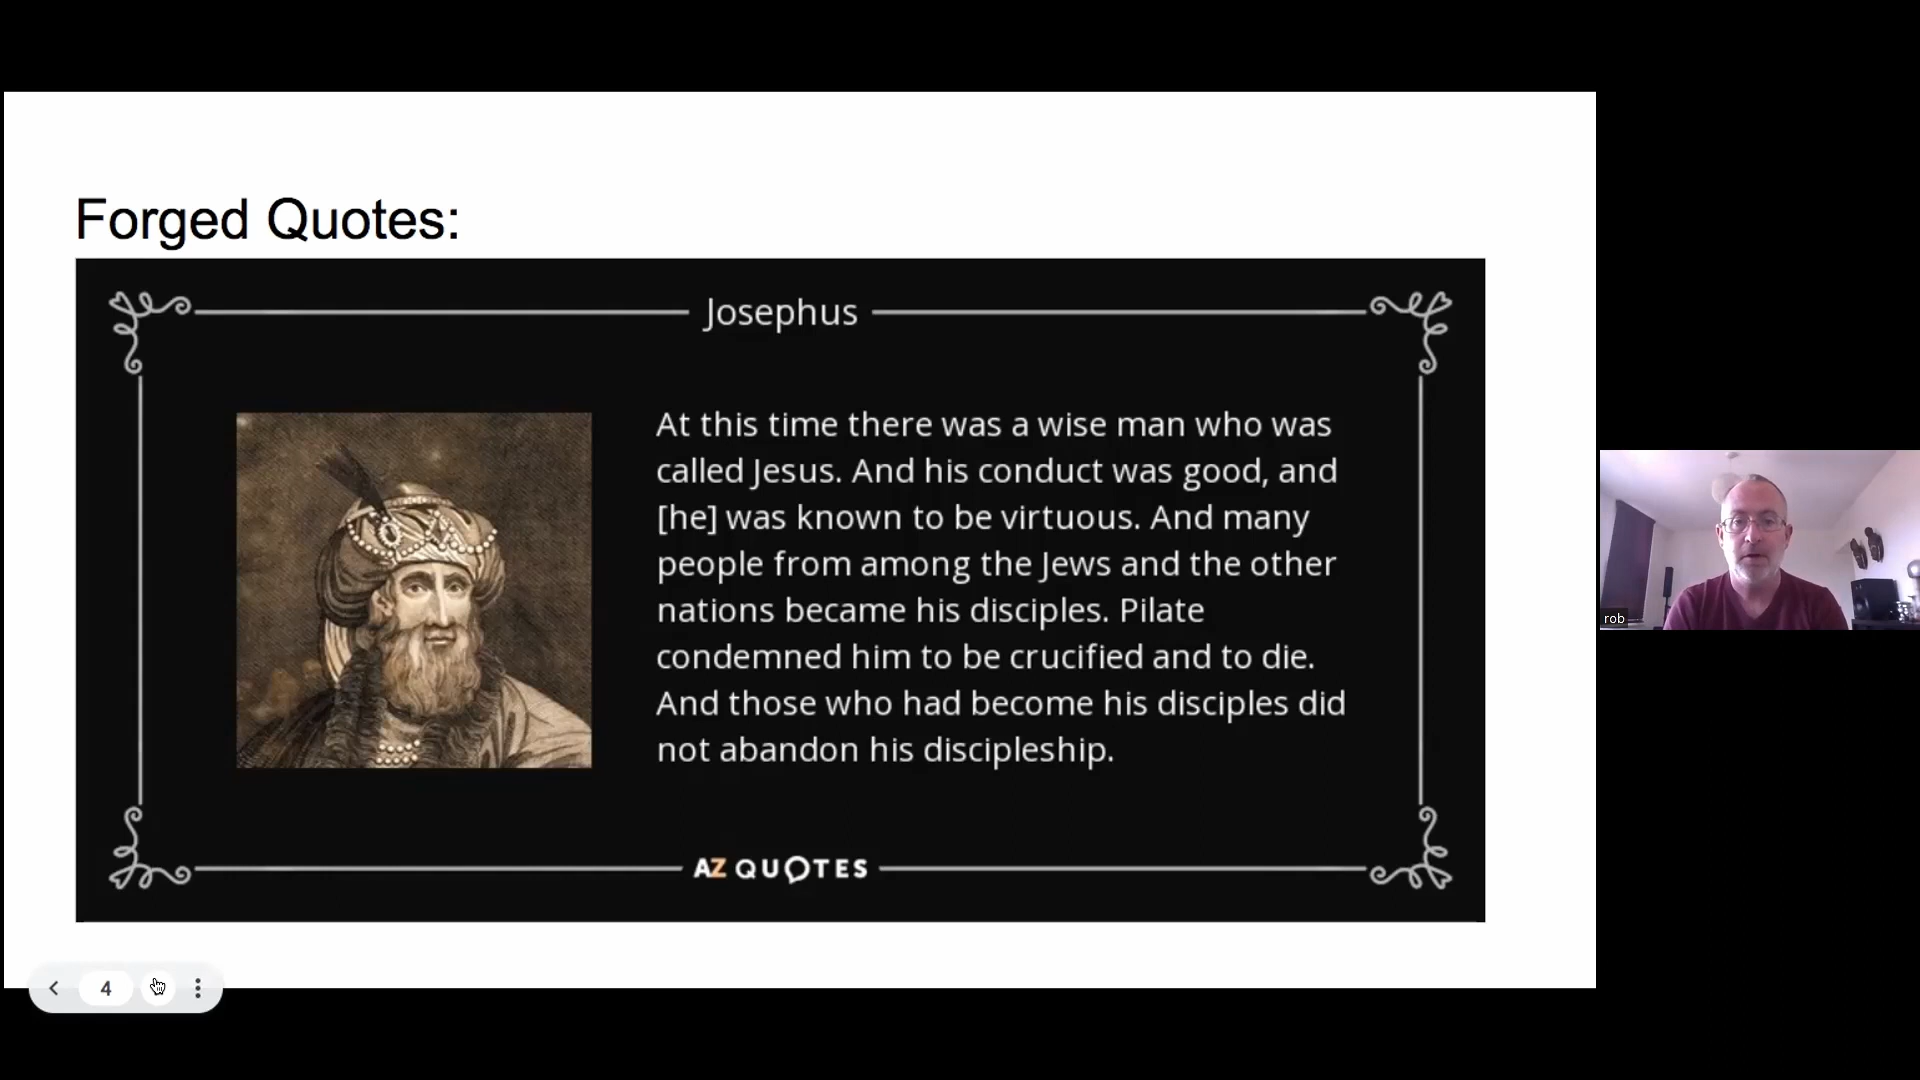 Forged Quotes:
Josephus
At this time there was a wise man who was
called Jesus. And his conduct was good, and
[he] was known to be virtuous. And many
people from among the Jews and the other
nations became his disciples. Pilate
condemned him to be crucified and to die.
And those who had become his disciples did
not abandon his discipleship.
AZ QUOTES
rob
4